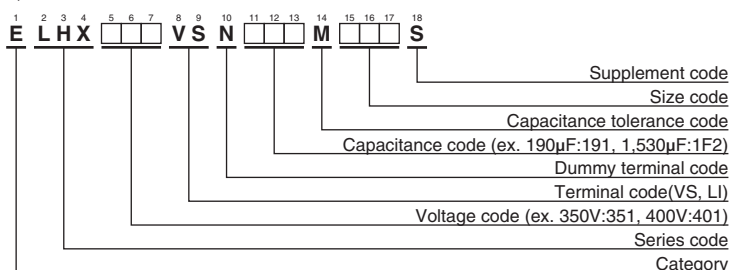 1 2 3 4 5 6 7 8 9 10 11 12 13 14 15 16 17 18
E L H X V S N M S
Supplement code
Size code
Capacitance tolerance code
Capacitance code (ex. 190µF:191, 1,530µF:1F2)
Dummy terminal code
Terminal code(VS, LI)
Voltage code (ex. 350V:351, 400V:401)
Series code
Category